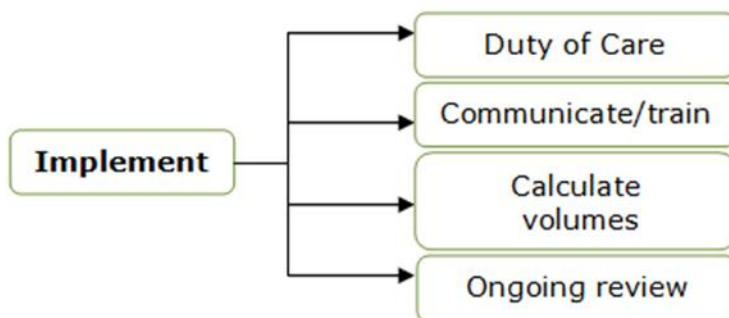 Duty of Care
Communicate/train
Implement
Calculate
volumes
Ongoing review